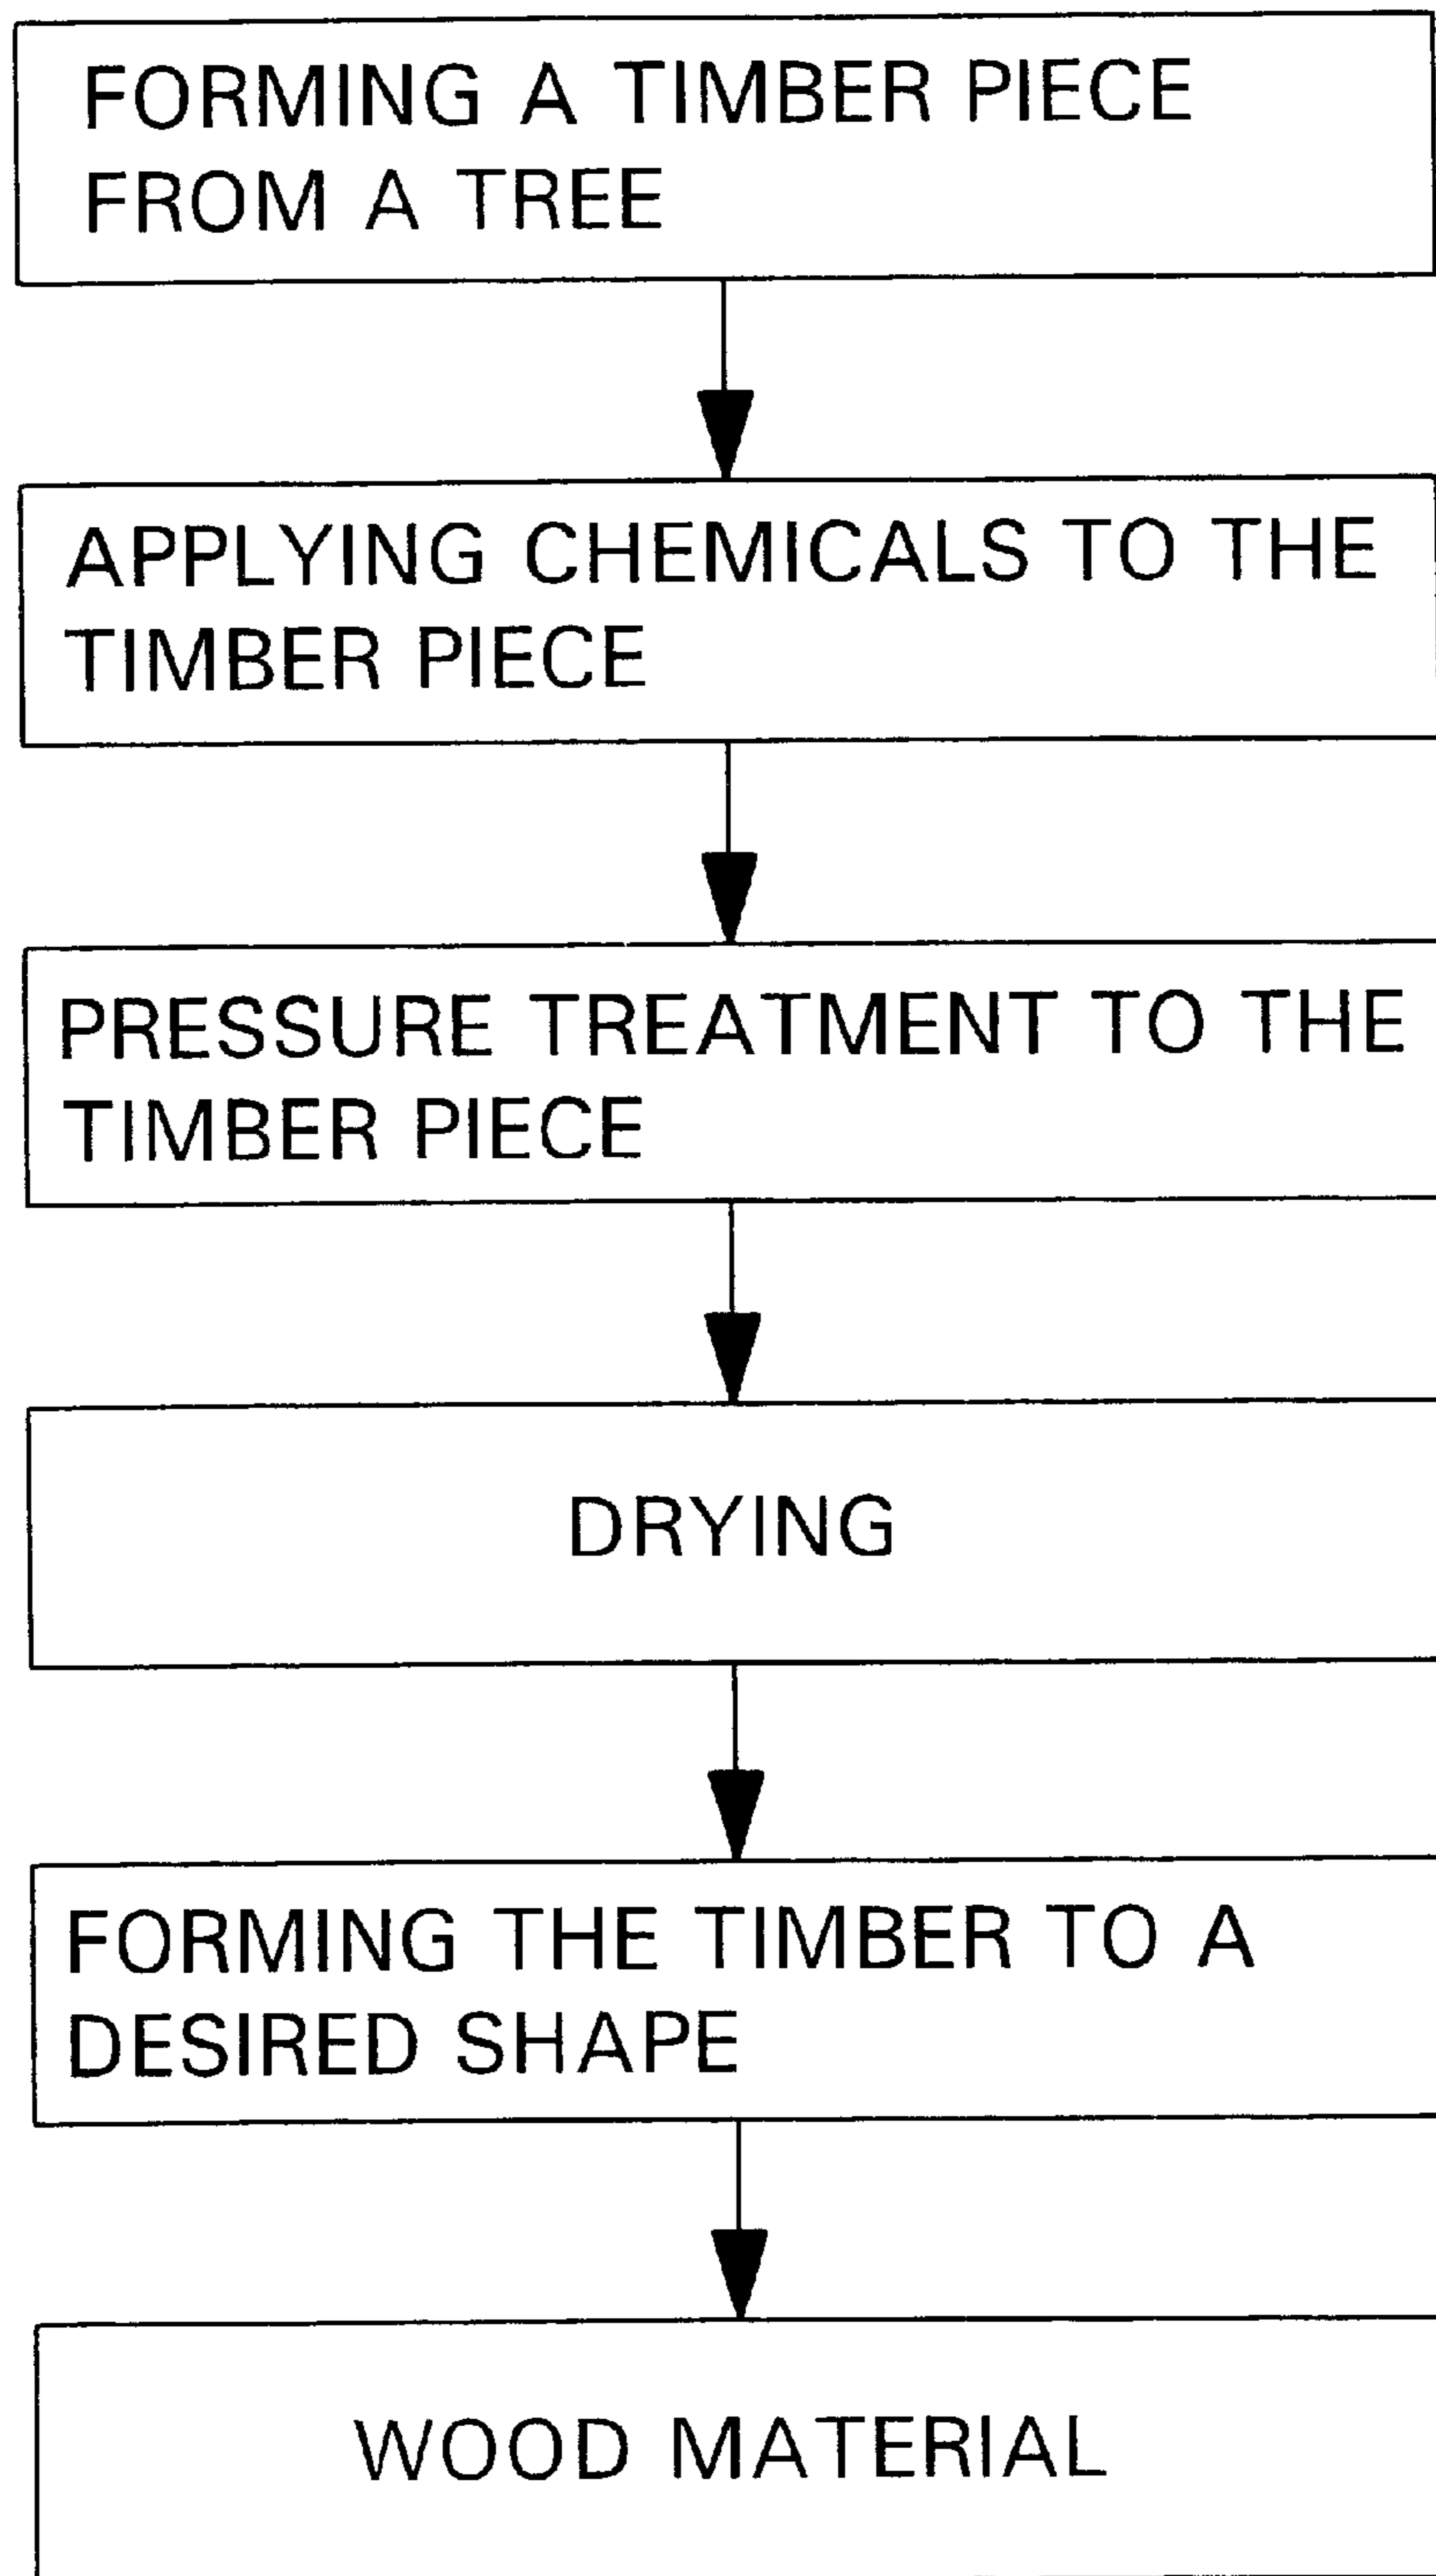 FORMING A TIMBER PIECE
FROM A TREE
APPLYING CHEMICALS TO THE
TIMBER PIECE
PRESSURE TREATMENT TO THE
TIMBER PIECE
DRYING
FORMING THE TIMBER TO A
DESIRED SHAPE
WOOD MATERIAL